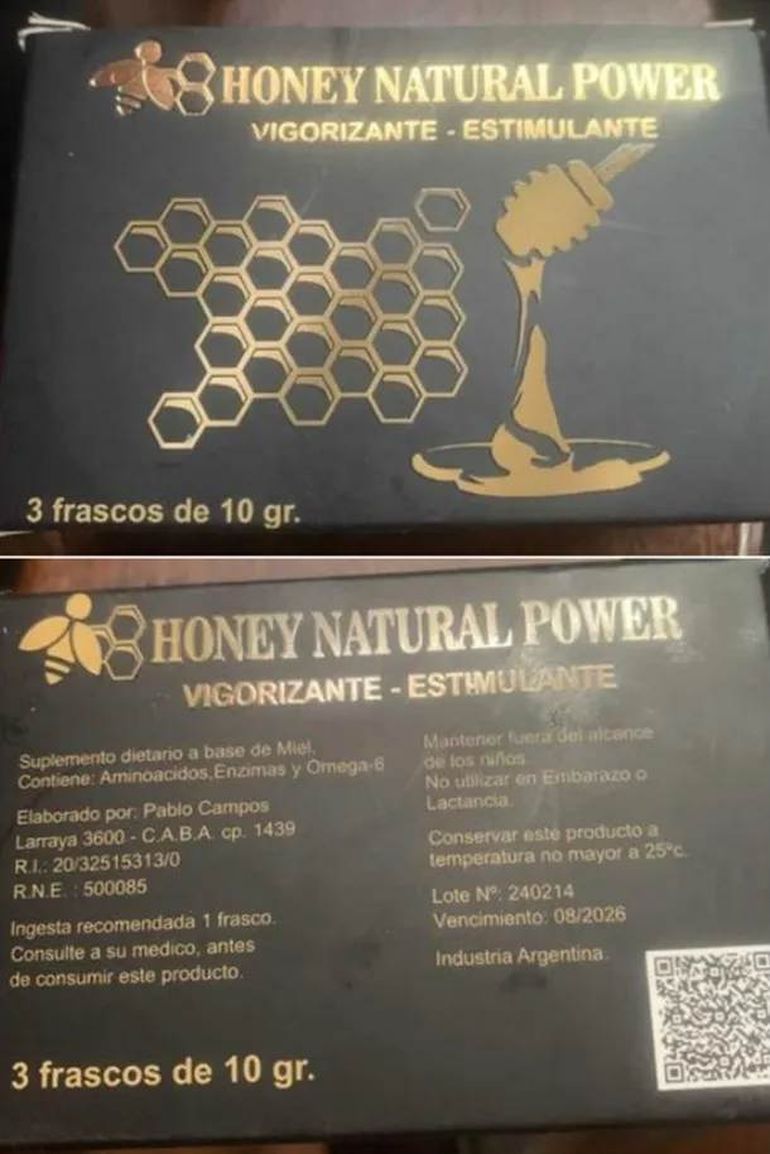 HONEY NATURAL POWER
VIGORIZANTE - ESTIMULANTE
3 frascos de 10 gr.
HONEY NATURAL POWER
VIGORIZANTE - ESTIMULANTE
Suplemento dietario a base de Miel.
Contiene: Aminoacidos,Enzimas y Omega-6
Elaborado por: Pablo Campos
Larraya 3600 - C.A.B.A. cp. 1439
R.I.: 20/32515313/0
R.N.E. : 500085
Ingesta recomendada 1 frasco.
Consulte a su medico, antes
de consumir este producto.
3 frascos de 10 gr.
Mantener fuera del alcance
de los niños.
No utilizar en Embarazo o
Lactancia.
Conservar este producto a
temperatura no mayor a 25ºc.
Lote Nº: 240214
Vencimiento: 08/2026
Industria Argentina.